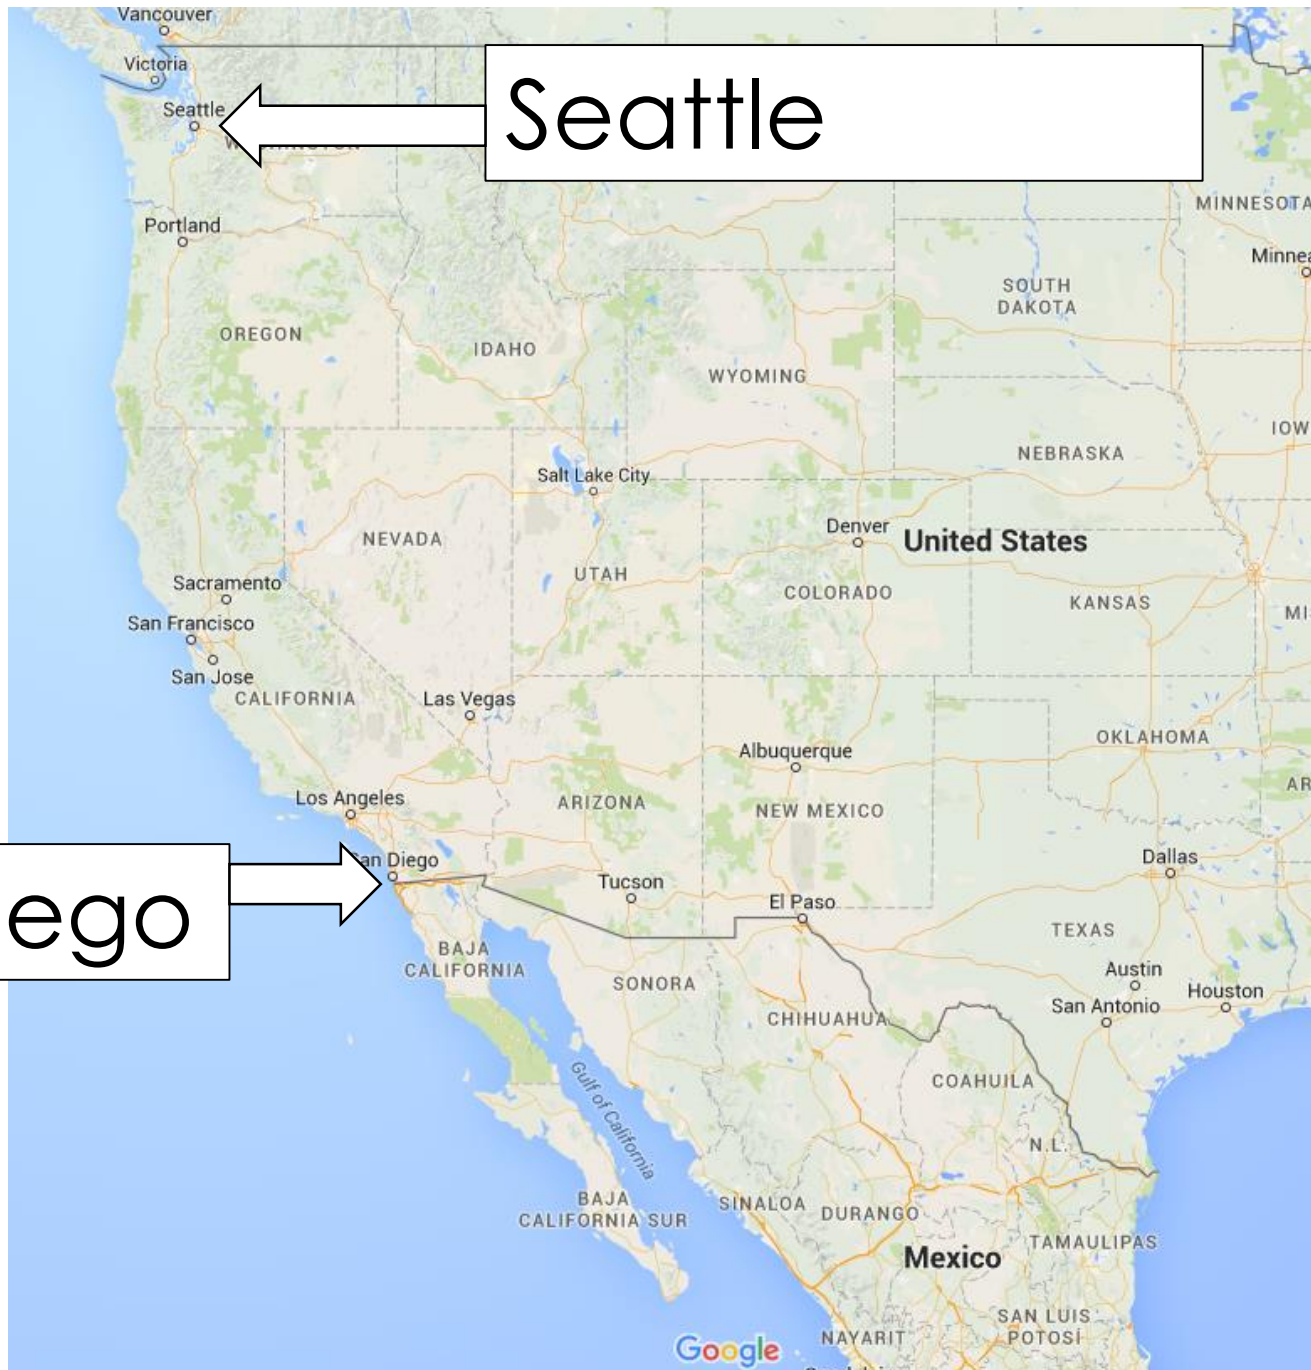 Vancouver
Victoria
Seattle
Seattle
Portland
MINNESOTA
Minnea
SOUTH
DAKOTA
OREGON
IDAHO
WYOMING
IOW
NEBRASKA
Salt Lake City
NEVADA
Denver
United States
UTAH
COLORADO
Sacramento
KANSAS
San Francisco
MI
San Jose
CALIFORNIA
Las Vegas
OKLAHOMA
Albuquerque
AR
Los Angeles
ARIZONA
NEW MEXICO
an Diego
ego
Dallas
Tucson
El Paso
TEXAS
BAJA
CALIFORNIA
SONORA
Austin
San Antonio
Houston
CHIHUAHUA
COAHUILA
Gulf of California
N.L.
BAJA
CALIFORNIA SUR
SINALOA
DURANGO
TAMAULIPAS
Mexico
SAN LUIS
POTOSÍ
NAYARIT
Google